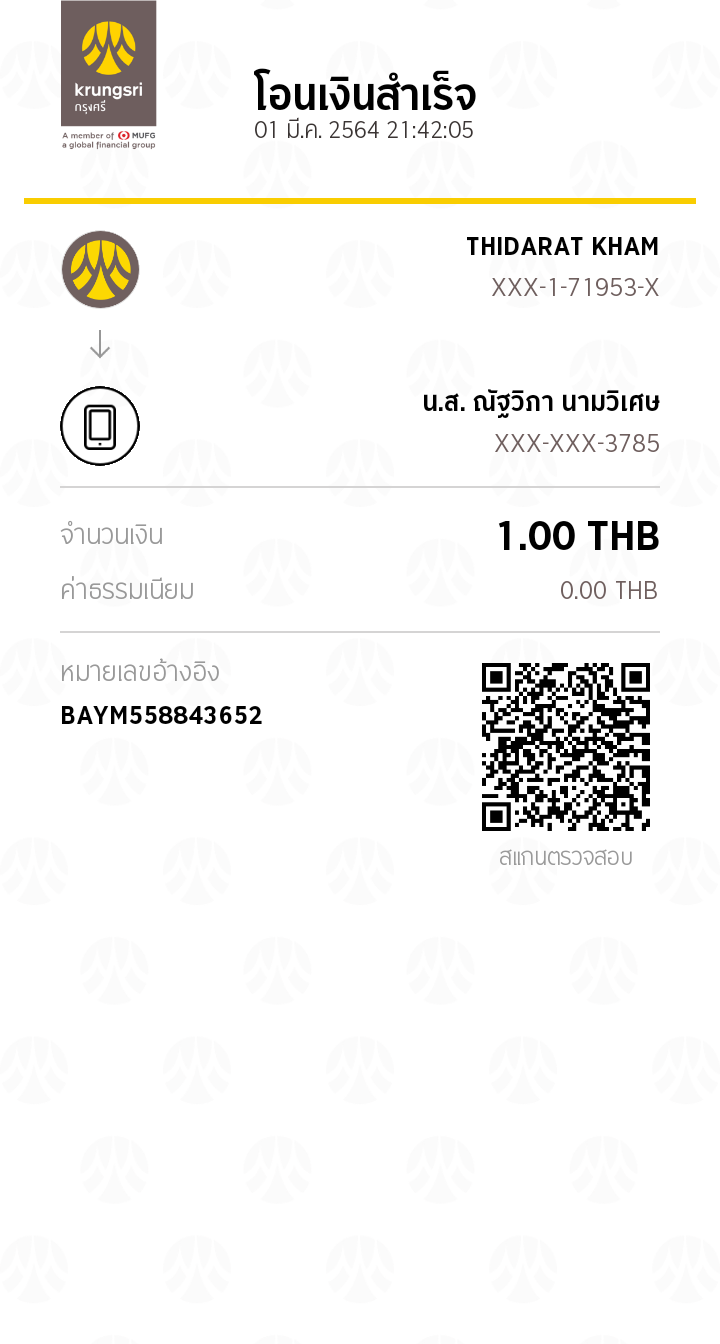 krungsri
กรุงศรี
A member of MUFG
a global financial group
โอนเงินสำเร็จ
01 มี.ค. 2564 21:42:05
THIDARAT KHAM
XXX-1-71953-X
น.ส. ณัฐวิภา นามวิเศษ
XXX-XXX-3785
จำนวนเงิน 1.00 THB
ค่าธรรมเนียม 0.00 THB
หมายเลขอ้างอิง
BAYM558843652
สแกนตรวจสอบ